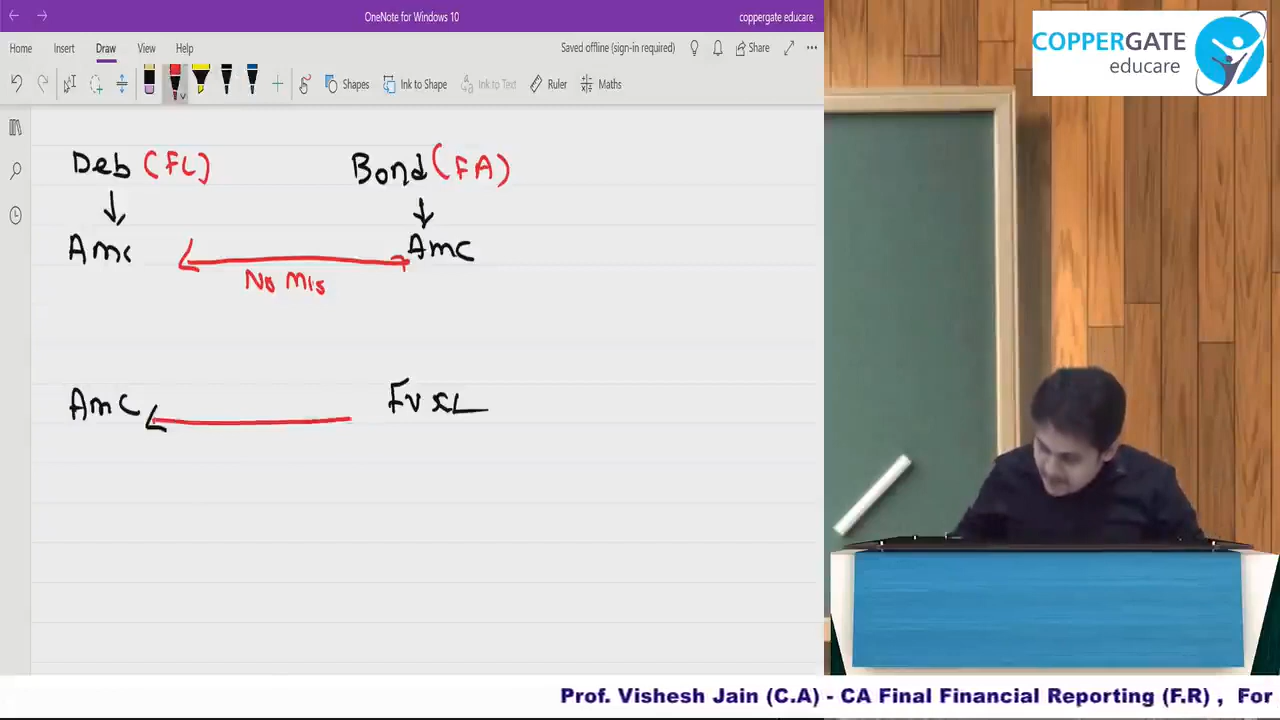 OneNote for Windows 10
coppergate educare
Home Insert Draw View Help
Saved offline (sign-in required)
Share
Shapes
Ink to Shape
Ink to Text
Ruler
Maths
COPPERGATE
educare
Deb (FL)
Bond (FA)
Amc
Amc
No Mis
Amc
Prof. Vishesh Jain (C.A) - CA Final Financial Reporting (F.R) , For